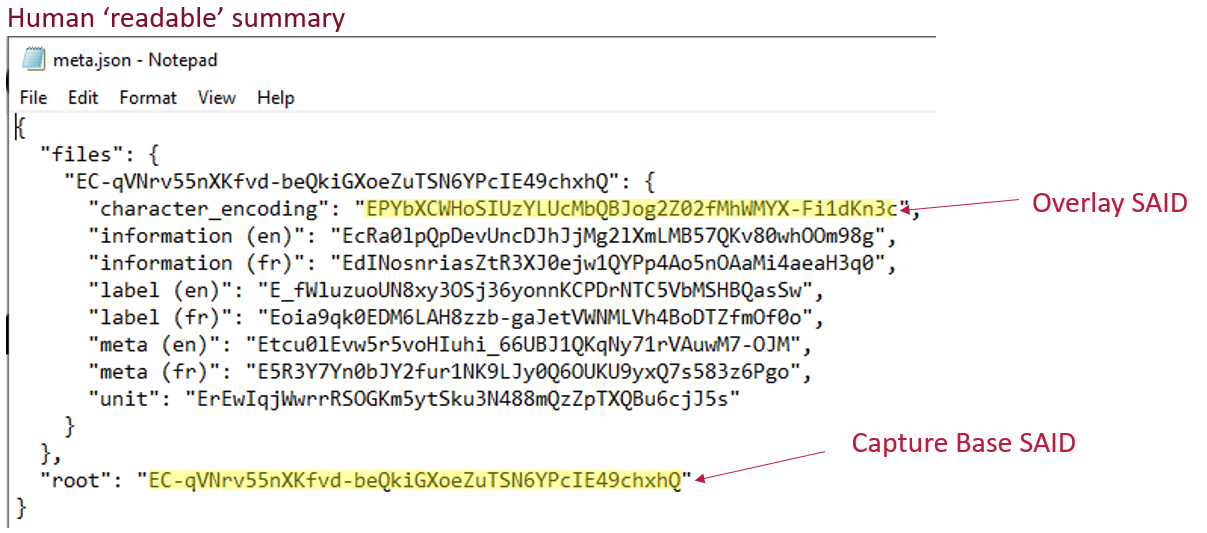 Human ‘readable’ summary
meta.json - Notepad
File Edit Format View Help
{
"files": {
"EC-qVNrv55nXKfvd-beQkiGXoeZuTSN6YPcIE49chxhQ": {
"character_encoding": "EPYbXCWHoSIUzYLUcMbQBJog2Z02fMhWMYX-Fi1dKn3c",
Overlay SAID
"information (en)": "EcRa0lpQpDevUncDJhJjMg2lXmLMB57QKv80whOOm98g",
"information (fr)": "EdINosnriasZtR3XJ0ejw1QYPp4Ao5nOAaMi4aeaH3q0",
"label (en)": "E_fWluzuoUN8xy3OSj36yonnKCPDrNTC5VbMSHBQasSw",
"label (fr)": "Eoia9qk0EDM6LAH8zzb-gaJetVWNMLVh4BoDTZfmOf0o",
"meta (en)": "Etcu0lEvw5r5voHIuhi_66UBJ1QKqNy71rVAuwM7-OJM",
"meta (fr)": "E5R3Y7Yn0bJY2fur1NK9LJy0Q6OUKU9yxQ7s583z6Pgo",
"unit": "ErEwIqjWwrrRSOGKm5ytSku3N488mQzZpTXQBu6cjJ5s"
}
},
Capture Base SAID
"root": "EC-qVNrv55nXKfvd-beQkiGXoeZuTSN6YPcIE49chxhQ"
}